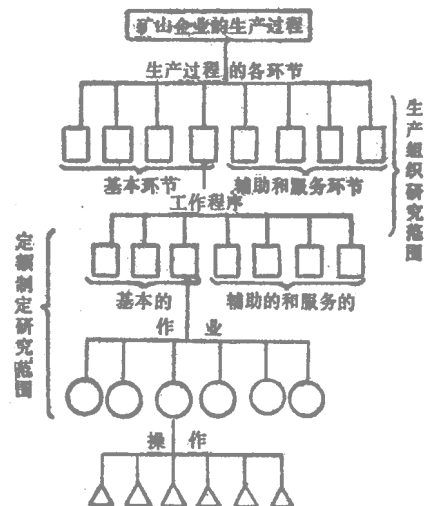 矿山企业的生产过程
生产过程的各环节
基本环节
辅助和服务环节
生产组织研究范围
工作程序
基本的
辅助的和服务的
定额制定研究范围
作业
操作